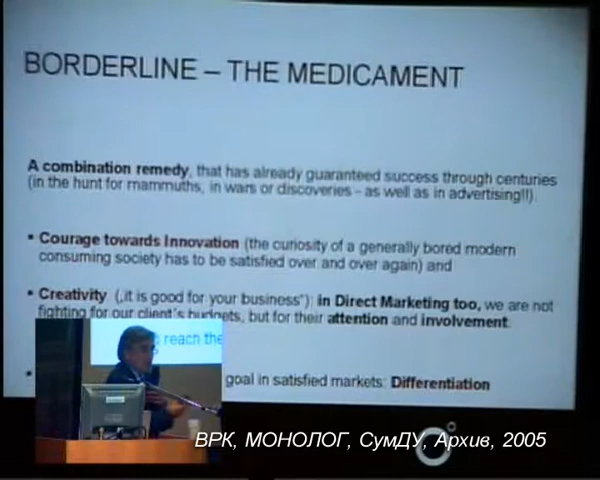 BORDERLINE – THE MEDICAMENT
A combination remedy, that has already guaranteed success through centuries
(in the hunt for mammuths, in wars or discoveries - as well as in advertising!!)
▪ Courage towards Innovation (the curiosity of a generally bored modern
consuming society has to be satisfied over and over again) and
▪ Creativity („it is good for your business"): in Direct Marketing too, we are not
fighting for our client´s budgets, but for their attention and involvement.
reach the
▪ goal in satisfied markets: Differentiation
ВРК, МОНОЛОГ, СумДУ, Архив, 2005